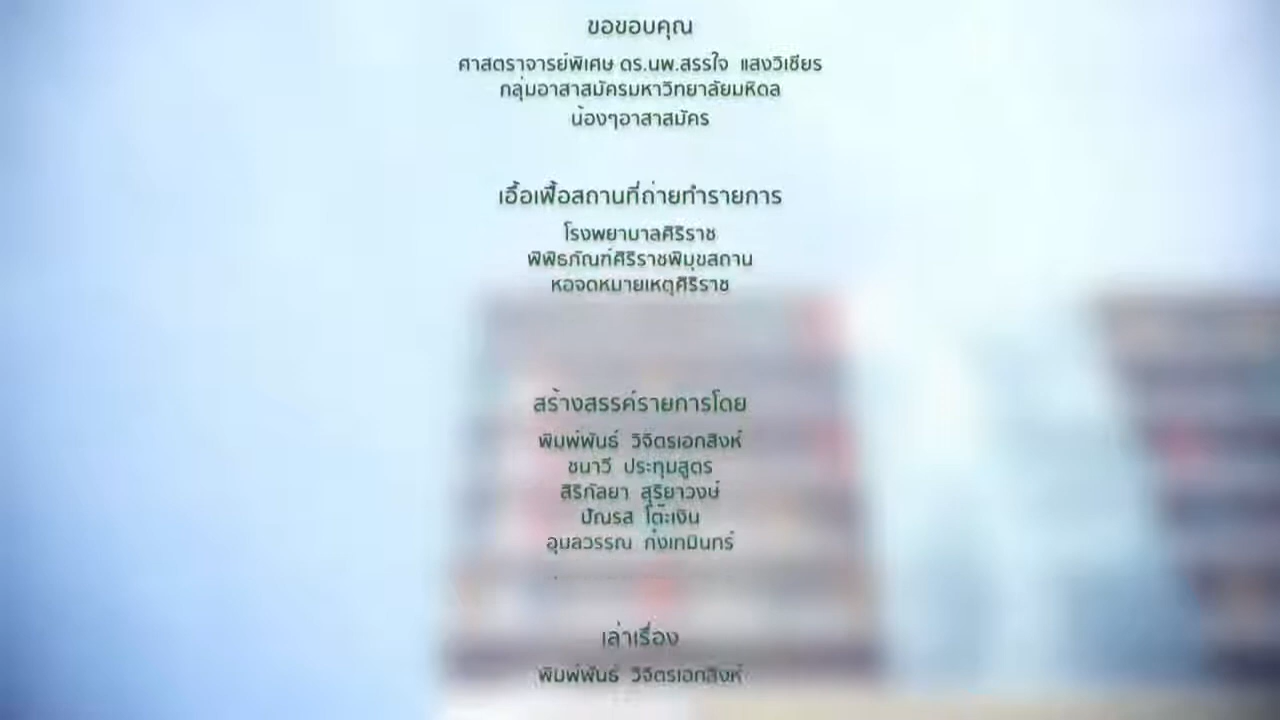 ขอขอบคุณ
ศาสตราจารย์พิเศษ ดร.นพ.สรรใจ แสงวิเชียร
กลุ่มอาสาสมัครมหาวิทยาลัยมหิดล
น้องๆอาสาสมัคร
เอื้อเฟื้อสถานที่ถ่ายทำรายการ
โรงพยาบาลศิริราช
พิพิธภัณฑ์ศิริราชพิมุขสถาน
หอจดหมายเหตุศิริราช
สร้างสรรค์รายการโดย
พิมพ์พันธ์ วิจิตรเอกสิงห์
ชนาวี ประทุมสูตร
สิริกัลยา สุริยาวงษ์
ปัณรส โต๊ะเงิน
อุบลวรรณ ก๋งเทมินทร์
เล่าเรื่อง
พิมพ์พันธ์ วิจิตรเอกสิงห์